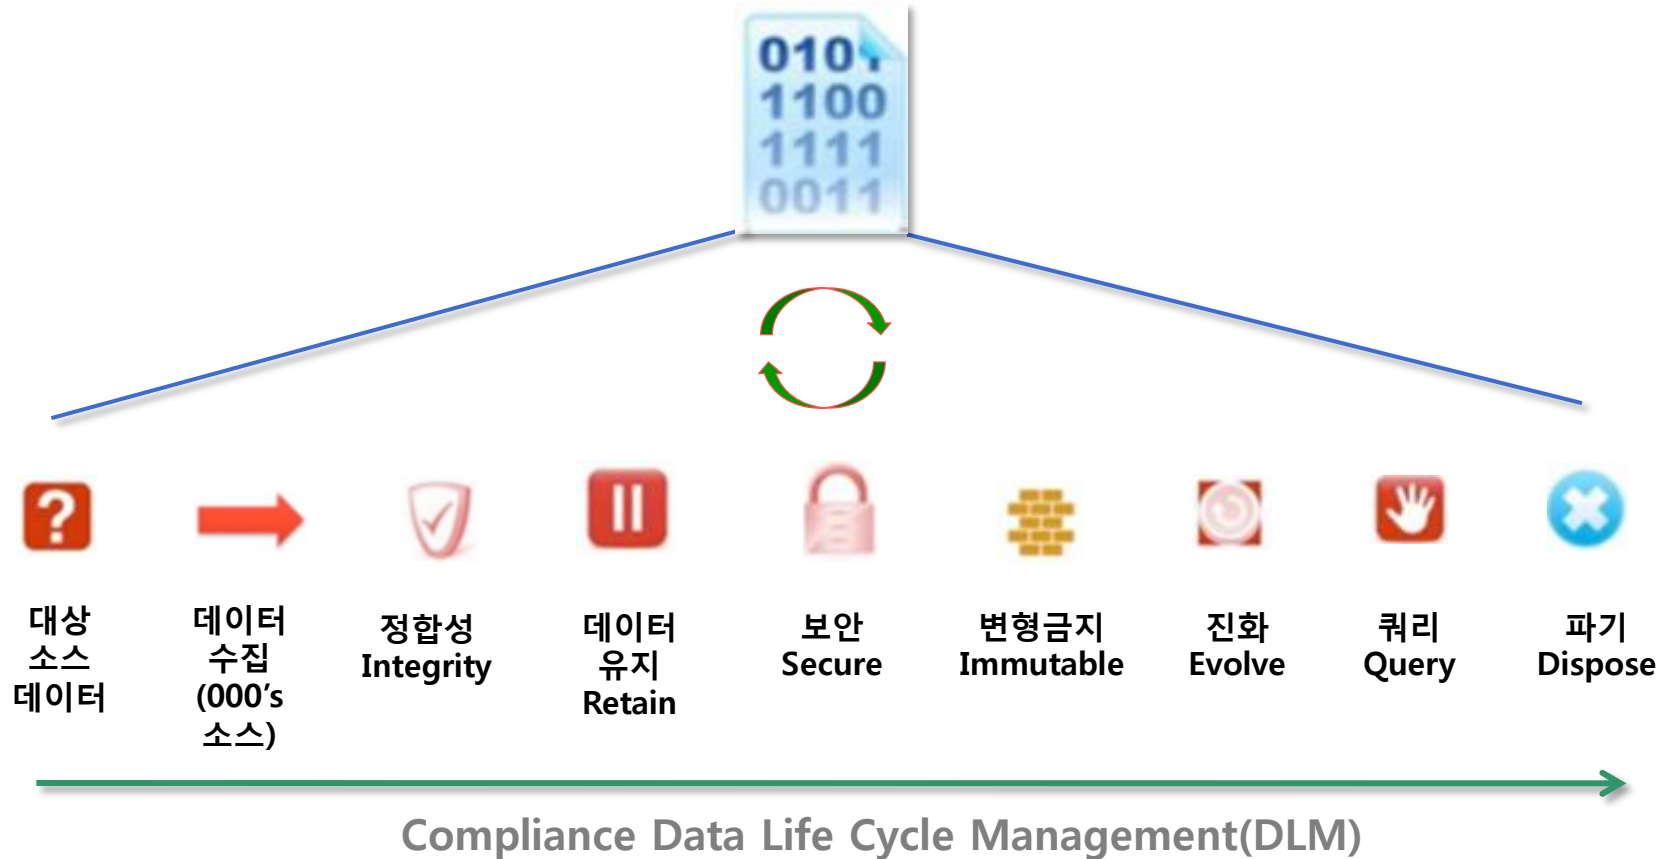 0101
1100
1111
0011
대상
소스
데이터
데이터
수집
(000’s
소스)
정합성
Integrity
데이터
유지
Retain
보안
Secure
변형금지
Immutable
진화
Evolve
쿼리
Query
파기
Dispose
Compliance Data Life Cycle Management(DLM)